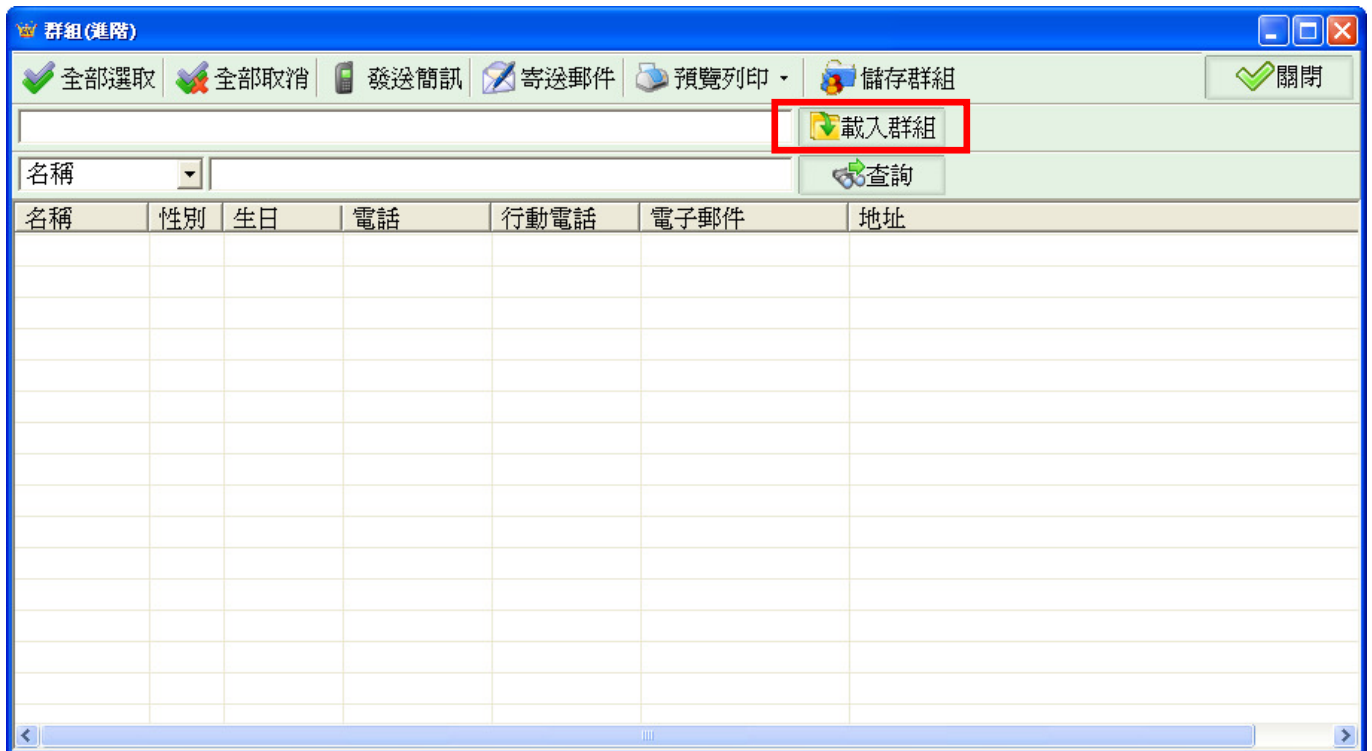 群組(進階)
全部選取 全部取消 發送簡訊 寄送郵件 預覽列印 儲存群組 關閉
載入群組
名稱 查詢
名稱 性別 生日 電話 行動電話 電子郵件 地址